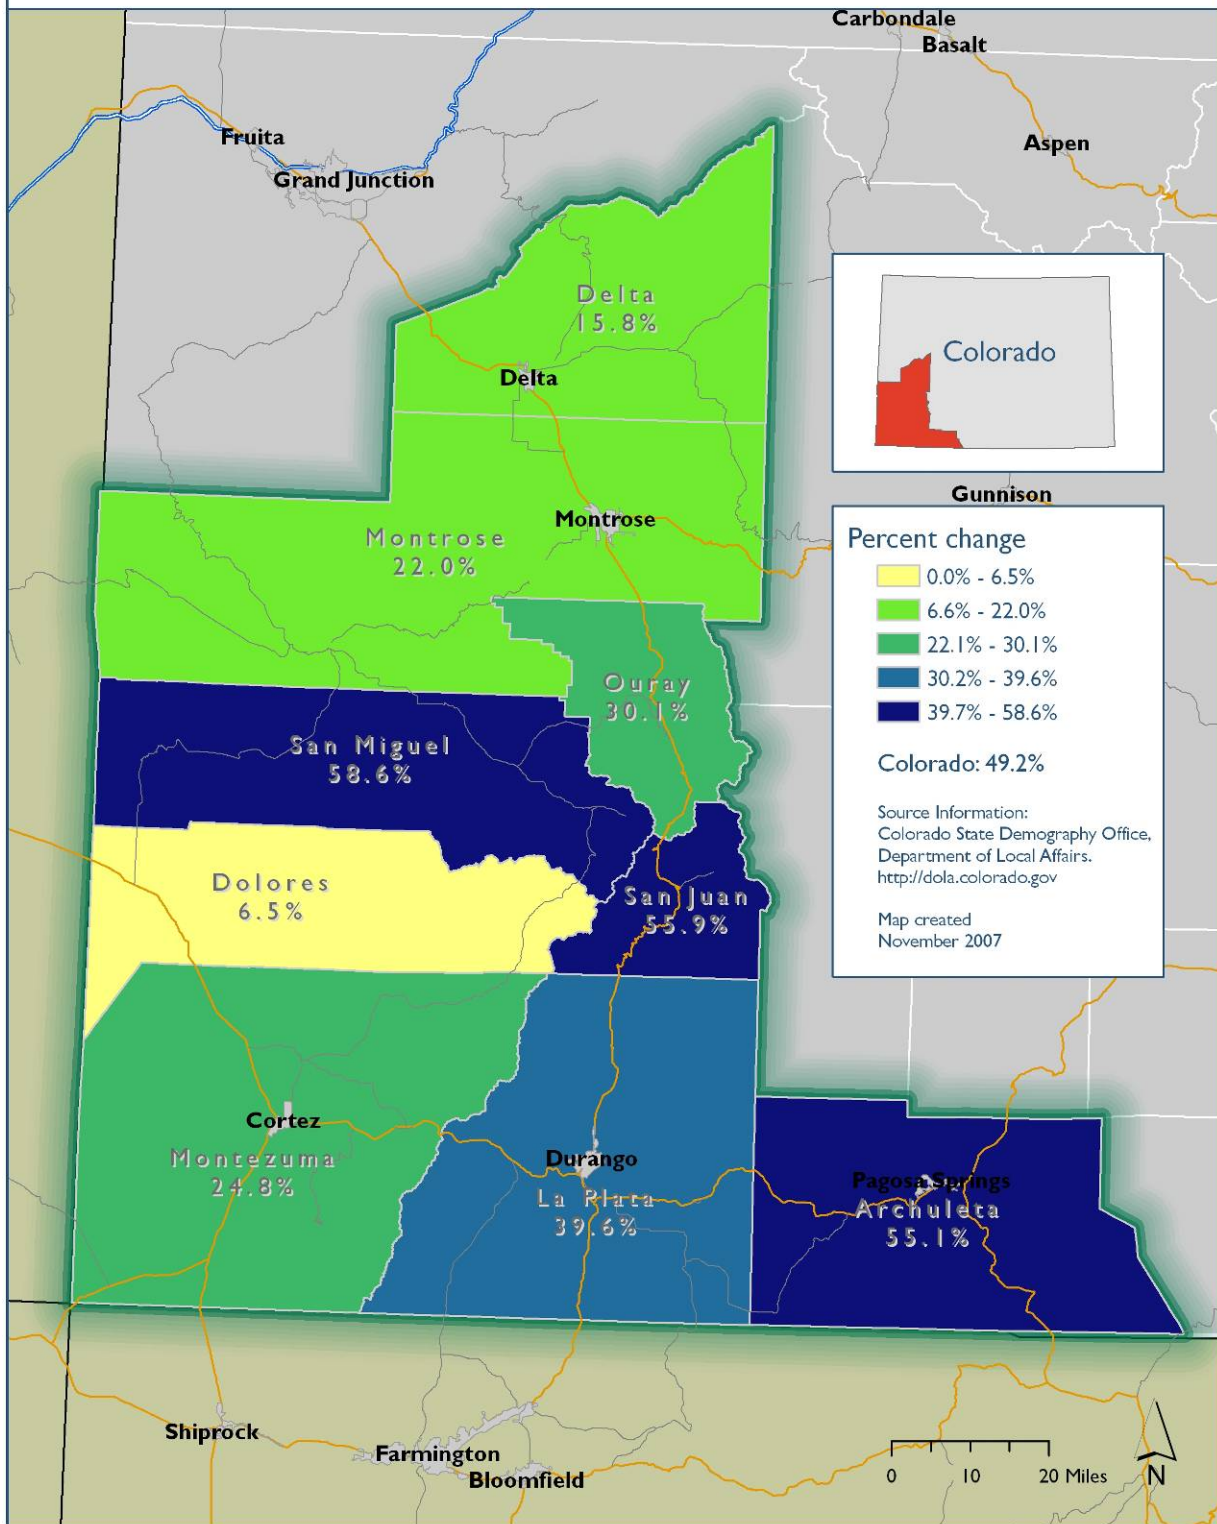 Carbondale
Basalt
Aspen
Fruita
Grand Junction
Delta
15.8%
Delta
Colorado
Gunnison
Montrose
Montrose
22.0%
Percent change
0.0% - 6.5%
6.6% - 22.0%
22.1% - 30.1%
30.2% - 39.6%
39.7% - 58.6%
Colorado: 49.2%
Source Information:
Colorado State Demography Office,
Department of Local Affairs.
http://dola.colorado.gov
Map created
November 2007
Ouray
30.1%
San Miguel
58.6%
Dolores
6.5%
San Juan
55.9%
Cortez
Montezuma
24.8%
Durango
La Plata
39.6%
Pagosa Springs
Archuleta
55.1%
Shiprock
Farmington
Bloomfield
0 10 20 Miles
N